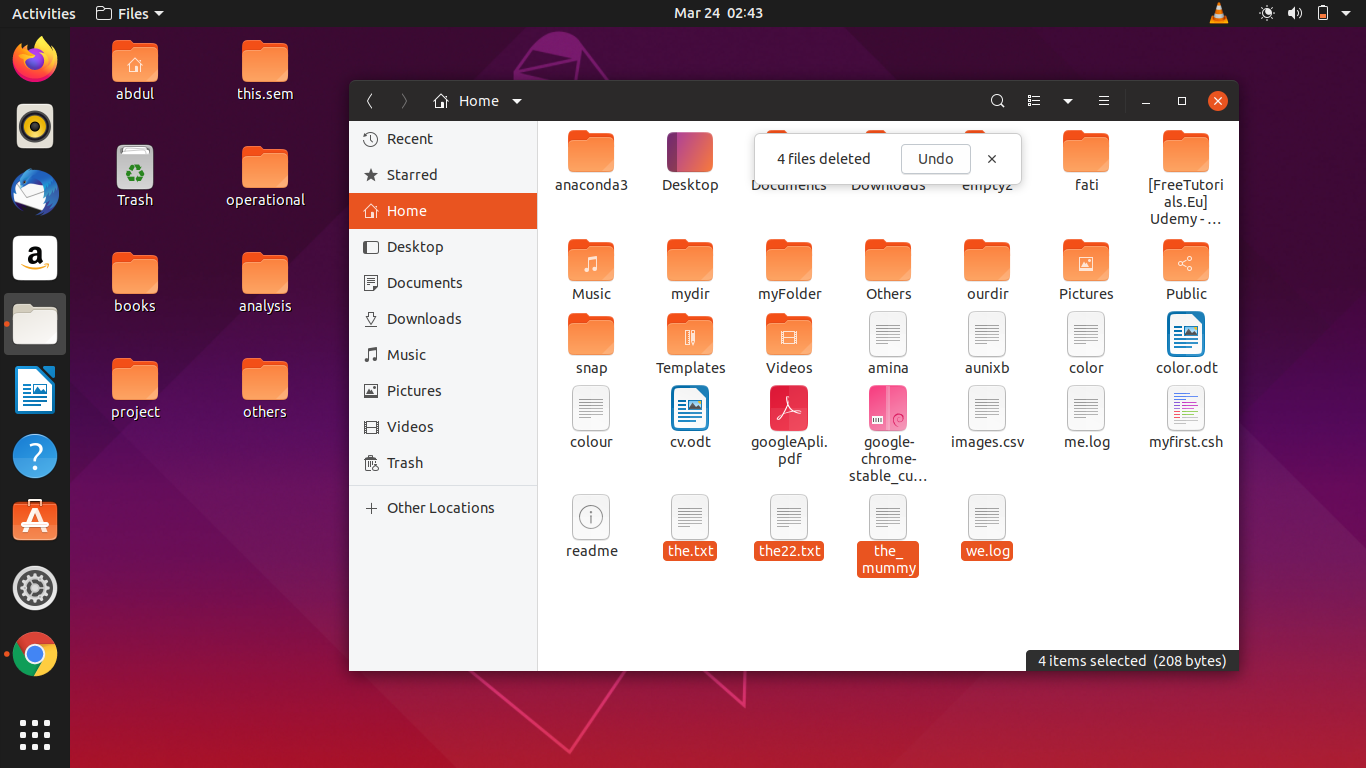 Activities
Files
Mar 24 02:43
abdul
this.sem
Trash
operational
books
analysis
project
others
Home
Recent
Starred
Home
Desktop
Documents
Downloads
Music
Pictures
Videos
Trash
Other Locations
4 files deleted
Undo
anaconda3
Desktop
Documents
Downloads
empty2
fati
[FreeTutori
als.Eu]
Udemy - ...
Music
mydir
myFolder
Others
ourdir
Pictures
Public
snap
Templates
Videos
amina
aunixb
color
color.odt
colour
cv.odt
googleApli.
pdf
google-
chrome-
stable_cu...
images.csv
me.log
myfirst.csh
readme
the.txt
the22.txt
the_
mummy
we.log
4 items selected (208 bytes)